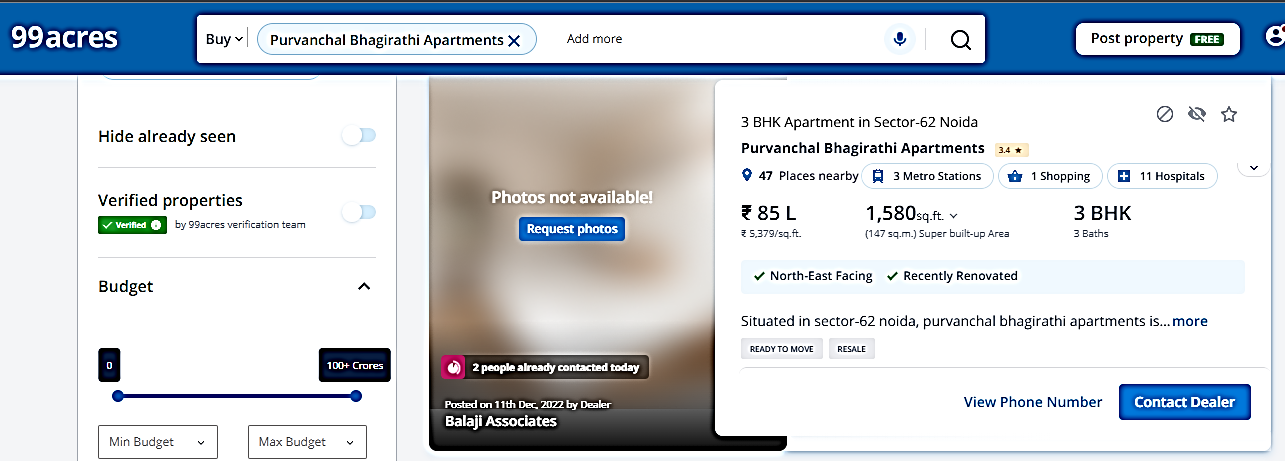 99acres
Buy
Purvanchal Bhagirathi Apartments
Add more
Post property FREE
Hide already seen
Verified properties
Verified by 99acres verification team
Budget
0
100+ Crores
Min Budget
Max Budget
Photos not available!
Request photos
2 people already contacted today
Posted on 11th Dec, 2022 by Dealer
Balaji Associates
3 BHK Apartment in Sector-62 Noida
Purvanchal Bhagirathi Apartments 3.4 ★
47 Places nearby 3 Metro Stations 1 Shopping 11 Hospitals
₹ 85 L 1,580sq.ft. 3 BHK
₹ 5,379/sq.ft. (147 sq.m.) Super built-up Area 3 Baths
North-East Facing Recently Renovated
Situated in sector-62 noida, purvanchal bhagirathi apartments is...more
READY TO MOVE RESALE
View Phone Number Contact Dealer